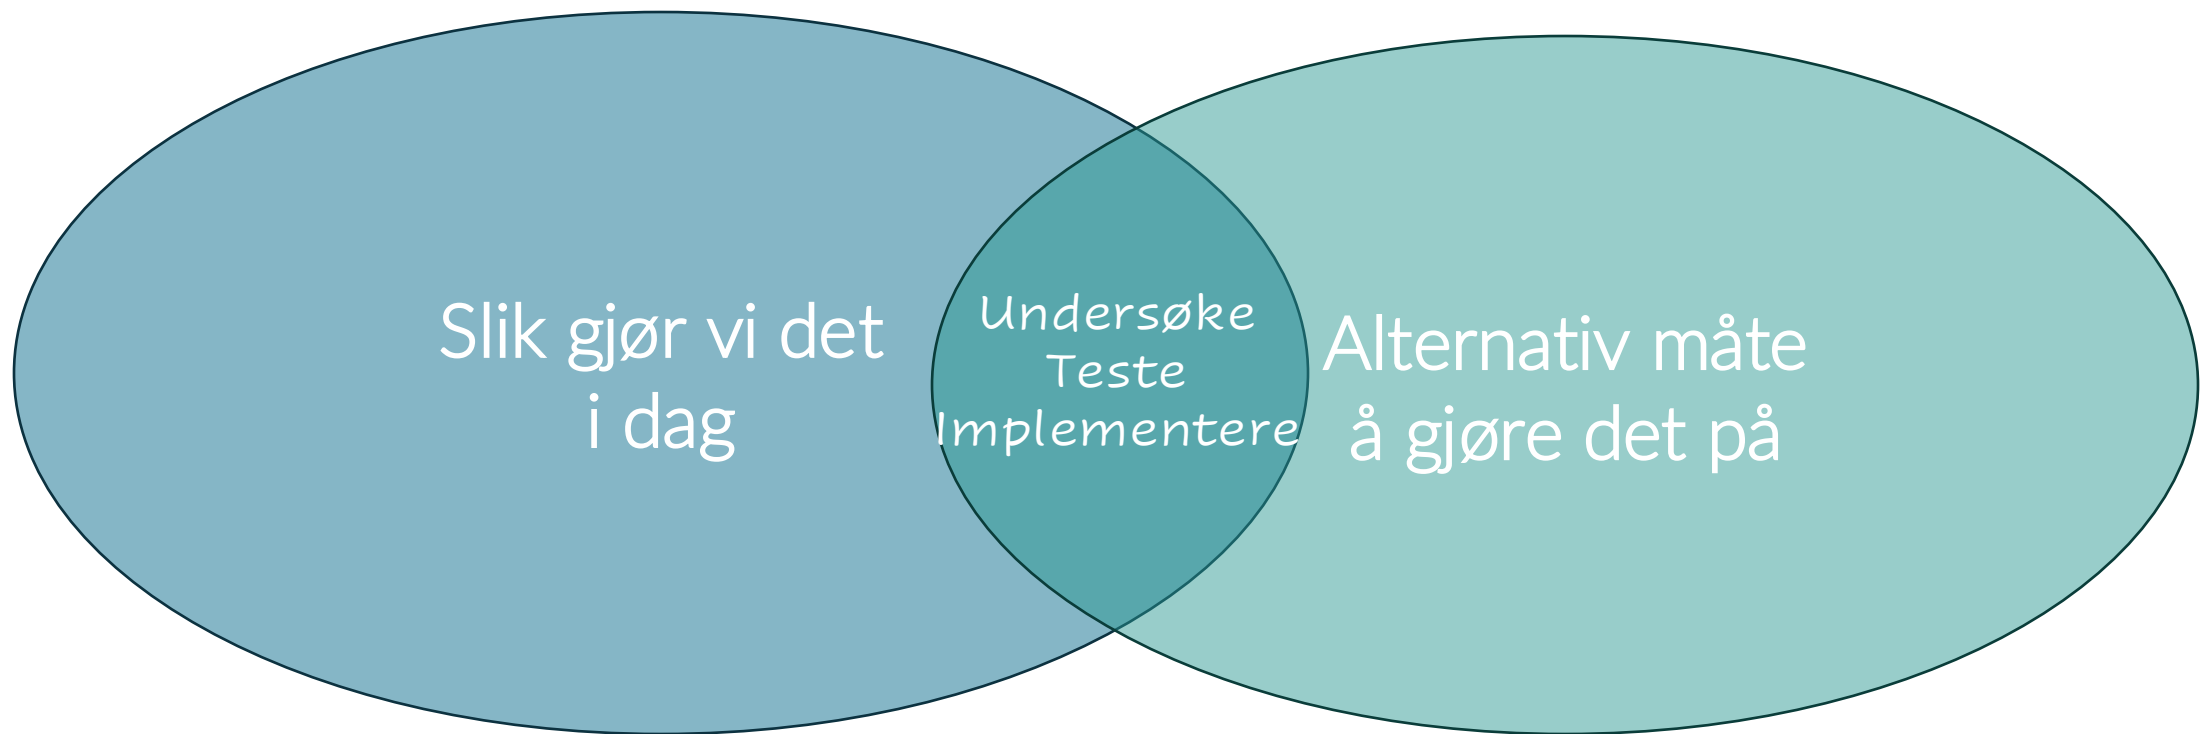 Slik gjør vi det
i dag
Undersøke
Teste
Implementere
Alternativ måte
å gjøre det på